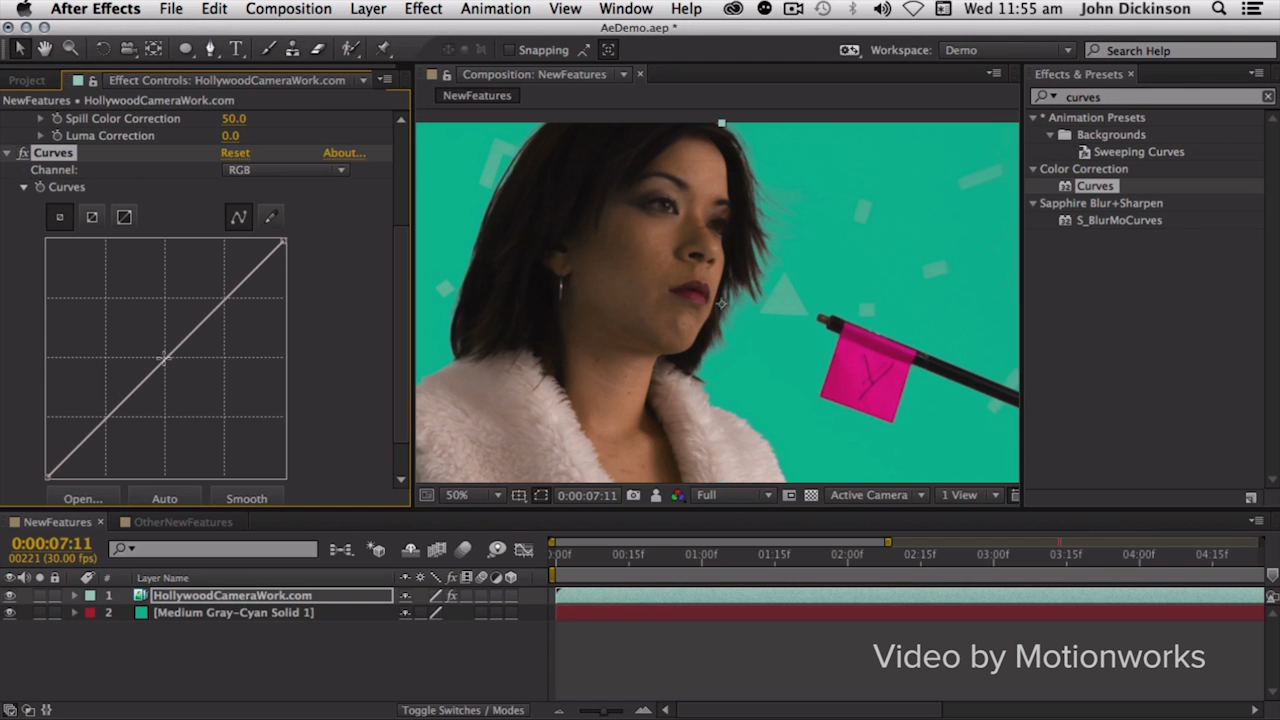 After Effects File Edit Composition Layer Effect Animation View Window Help Wed 11:55 am John Dickinson
AeDemo.aep *
Snapping Workspace: Demo Search Help
Project Effect Controls: HollywoodCameraWork.com Composition: NewFeatures Effects & Presets
NewFeatures • HollywoodCameraWork.com
NewFeatures
curves
Spill Color Correction 50.0
Luma Correction 0.0
fx Curves Reset About...
Channel: RGB
Curves
* Animation Presets
Backgrounds
Sweeping Curves
Color Correction
Curves
Sapphire Blur+Sharpen
S_BlurMoCurves
Y
Open... Auto Smooth
50% 0:00:07:11 Full Active Camera 1 View
NewFeatures OtherNewFeatures
0:00:07:11
00221 (30.00 fps)
:00f 00:15f 01:00f 01:15f 02:00f 02:15f 03:00f 03:15f 04:00f 04:15f
# Layer Name fx
1 HollywoodCameraWork.com fx
2 [Medium Gray-Cyan Solid 1]
Video by Motionworks
Toggle Switches / Modes